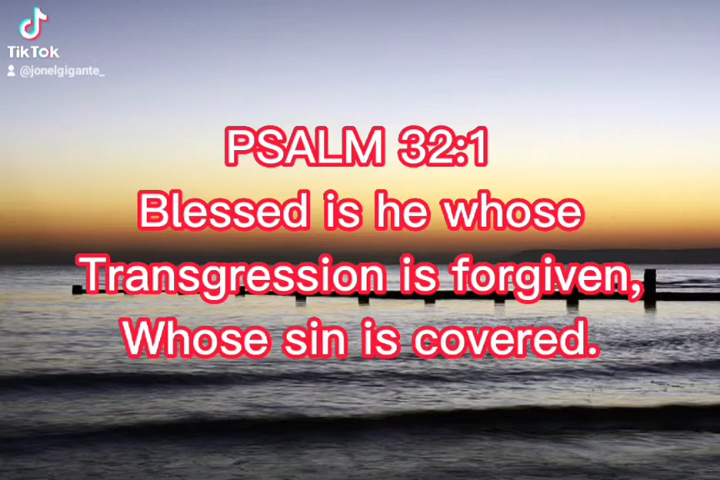 TikTok
@jonelgigante_
PSALM 32:1
Blessed is he whose
Transgression is forgiven,
Whose sin is covered.